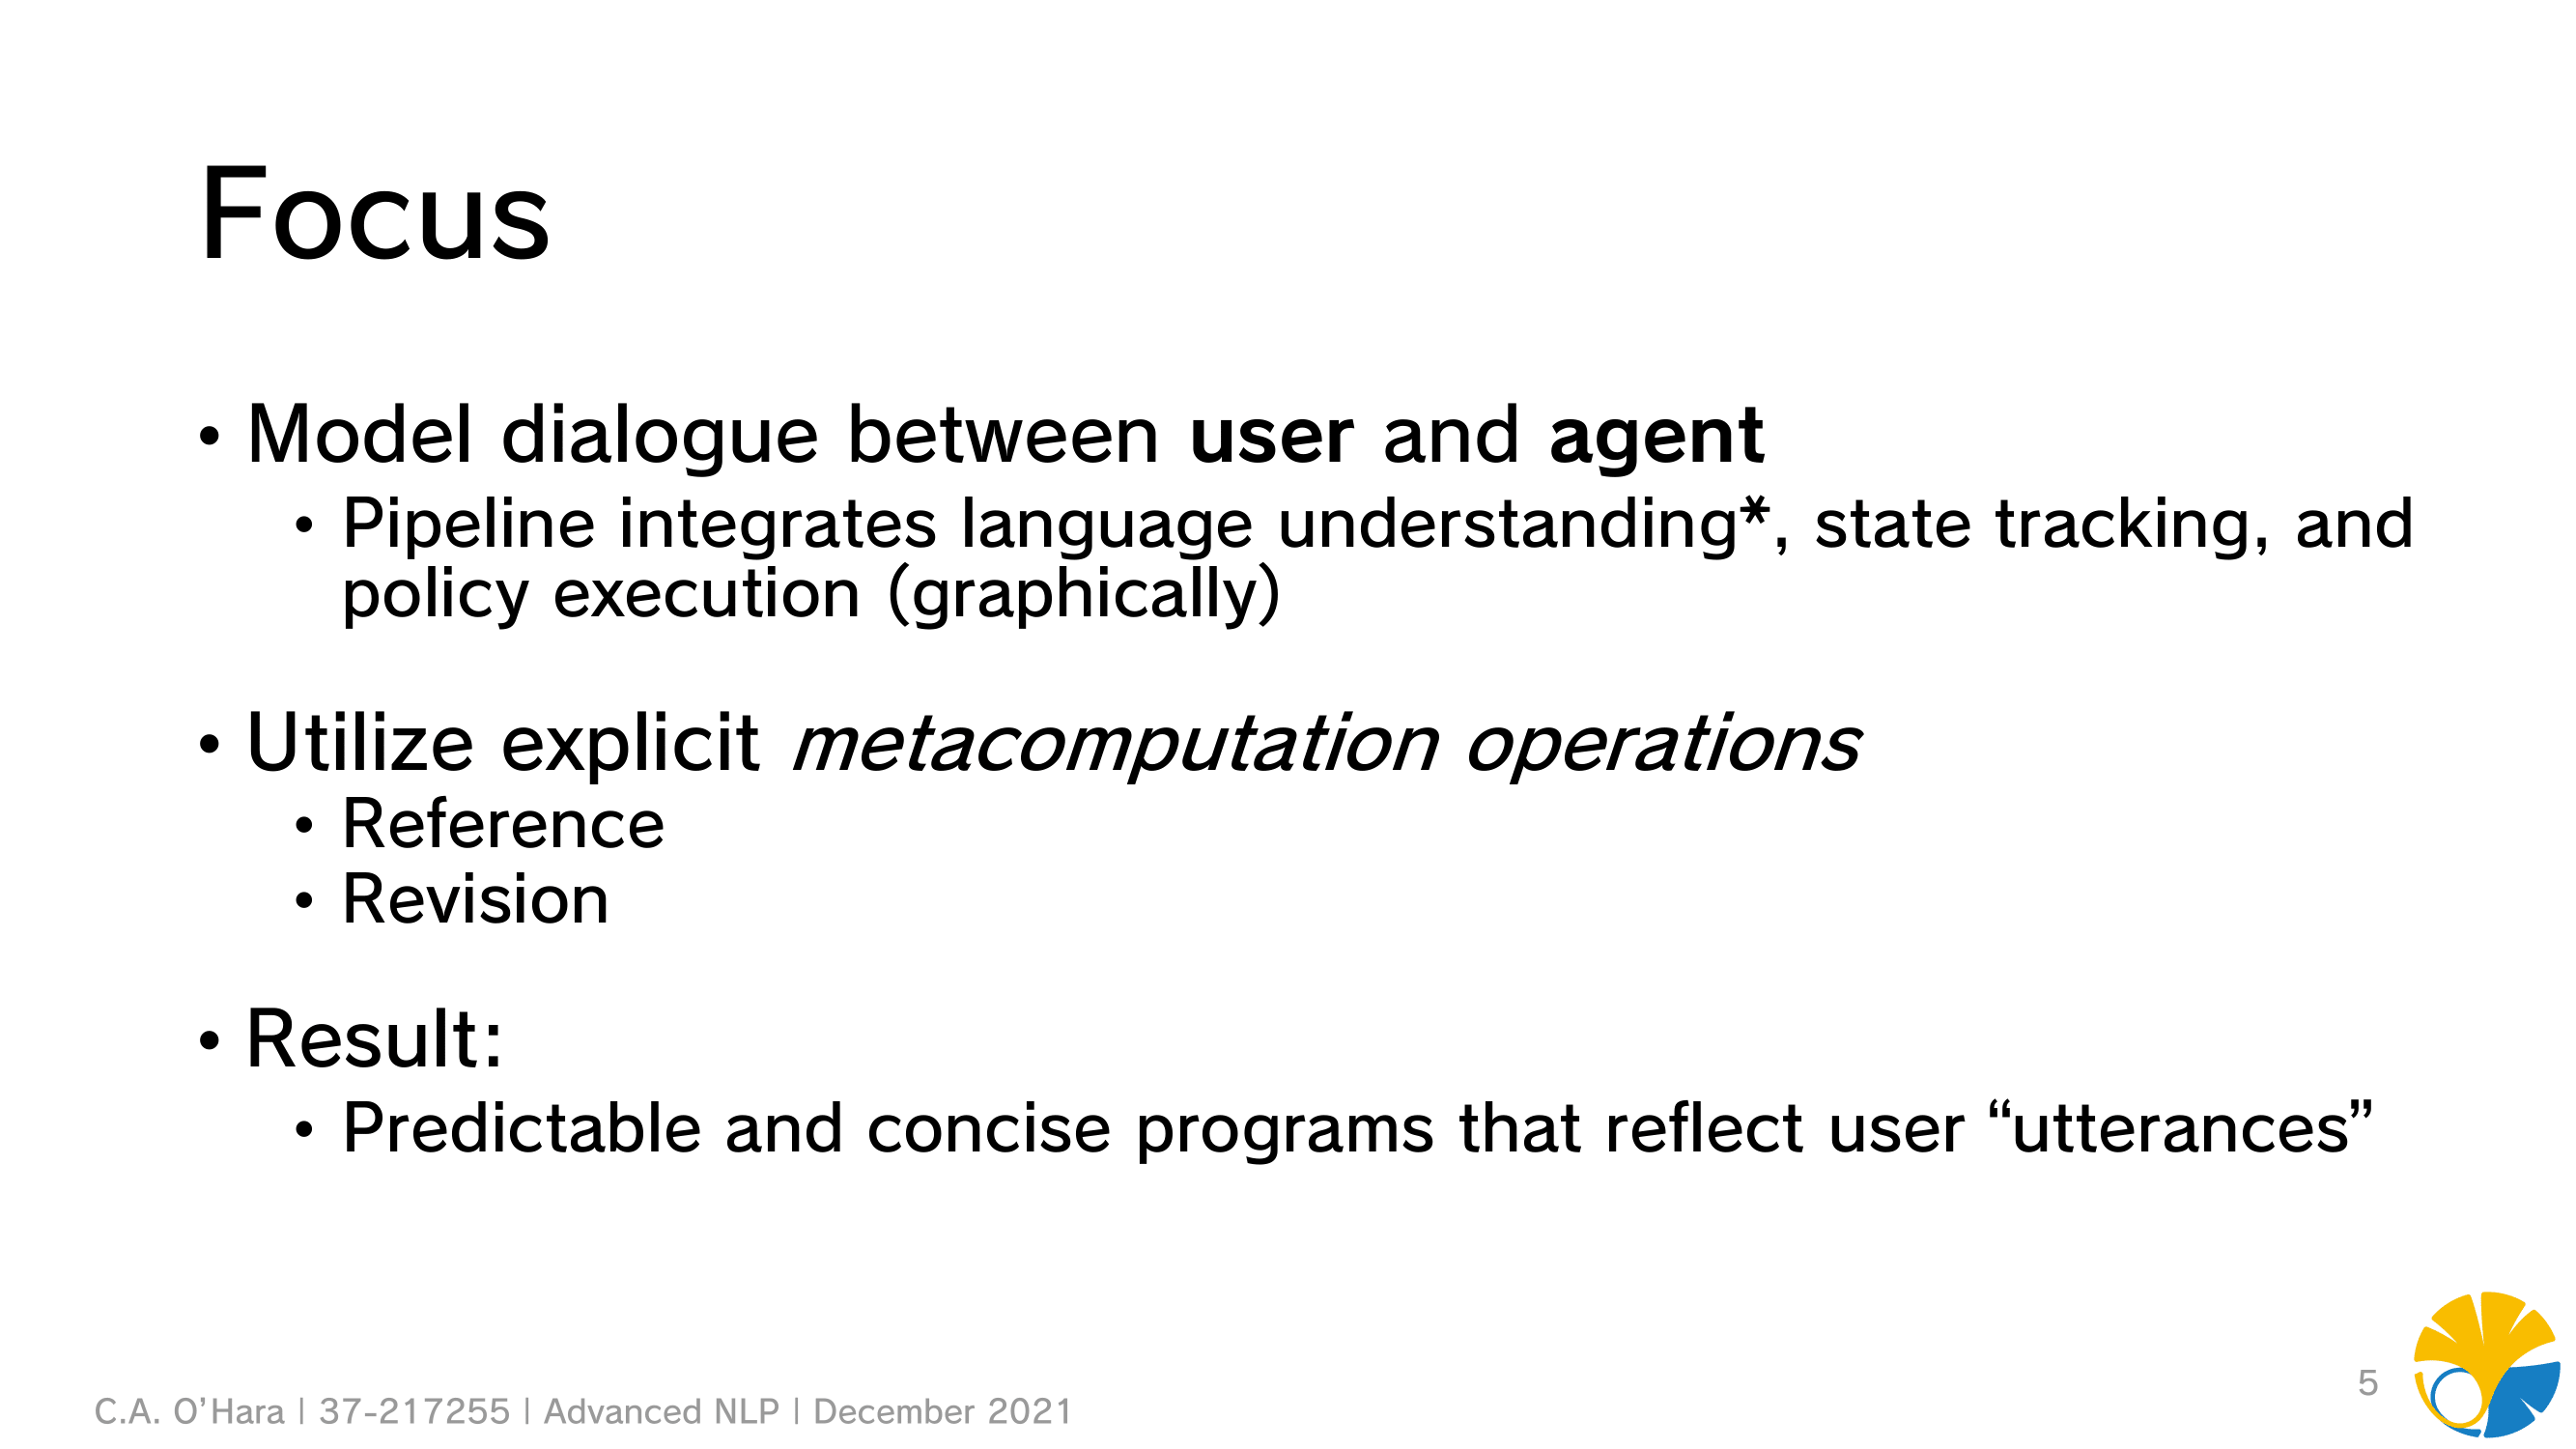 Focus
• Model dialogue between user and agent
• Pipeline integrates language understanding*, state tracking, and
policy execution (graphically)
• Utilize explicit metacomputation operations
• Reference
• Revision
• Result:
• Predictable and concise programs that reflect user “utterances”
5
C.A. O’Hara | 37-217255 | Advanced NLP | December 2021